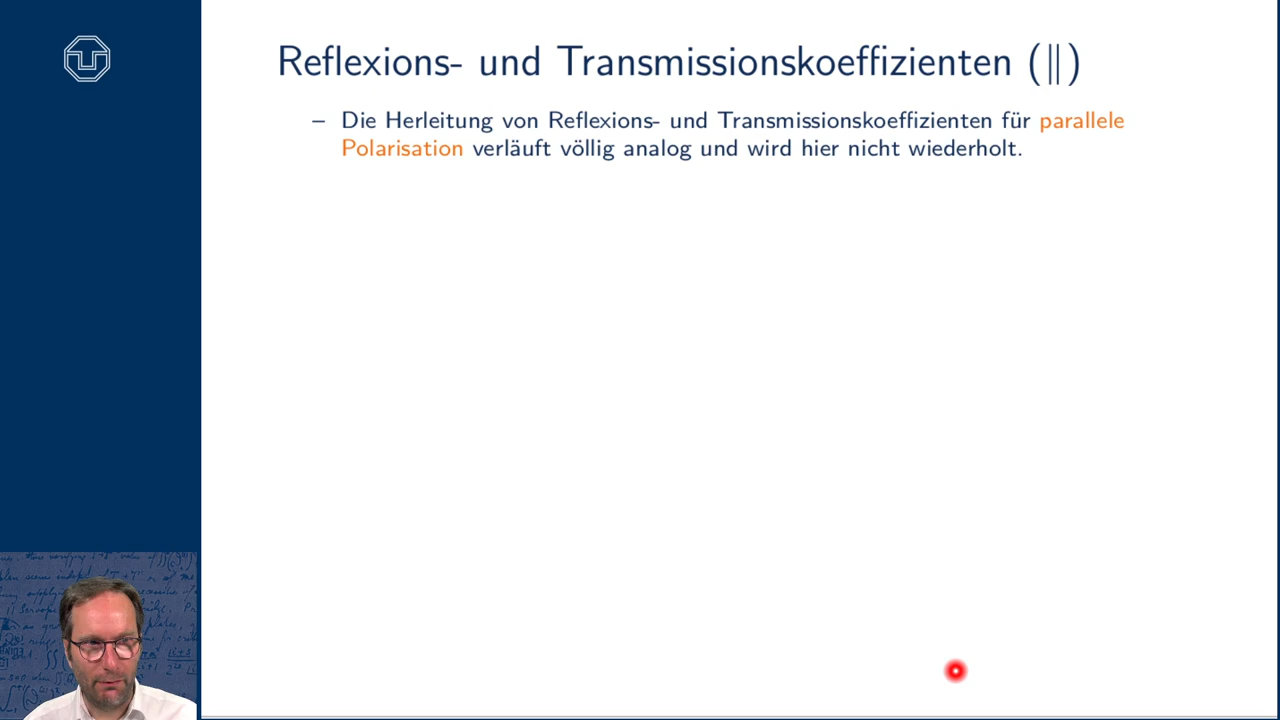 Reflexions- und Transmissionskoeffizienten (∥)
– Die Herleitung von Reflexions- und Transmissionskoeffizienten für parallele
Polarisation verläuft völlig analog und wird hier nicht wiederholt.